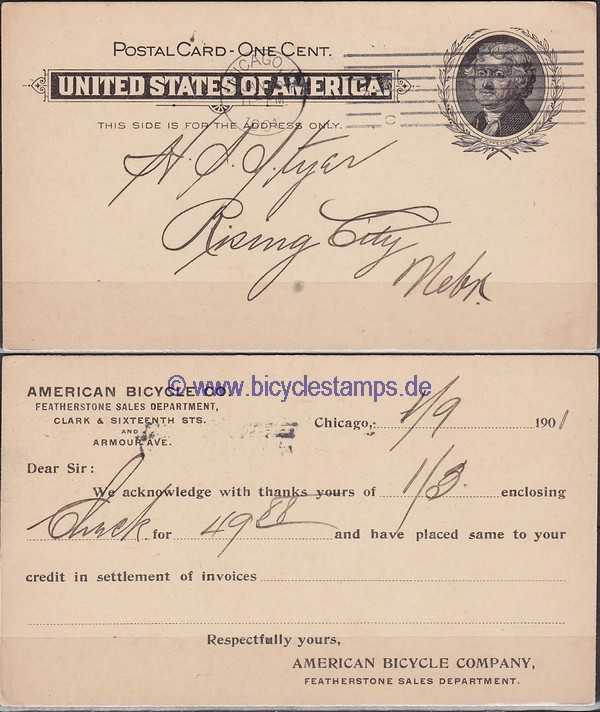 POSTAL CARD - ONE CENT.
UNITED STATES OF AMERICA.
CHICAGO
THIS SIDE IS FOR THE ADDRESS ONLY.
C
H. S. Styer
Rising City
Nebr.
© www.bicyclestamps.de
AMERICAN BICYCLE CO.
FEATHERSTONE SALES DEPARTMENT,
CLARK & SIXTEENTH STS.
AND
ARMOUR AVE.
Chicago, 1/9 1901
Dear Sir:
We acknowledge with thanks yours of 1/3. enclosing
Check for 49 88 and have placed same to your
credit in settlement of invoices
Respectfully yours,
AMERICAN BICYCLE COMPANY,
FEATHERSTONE SALES DEPARTMENT.